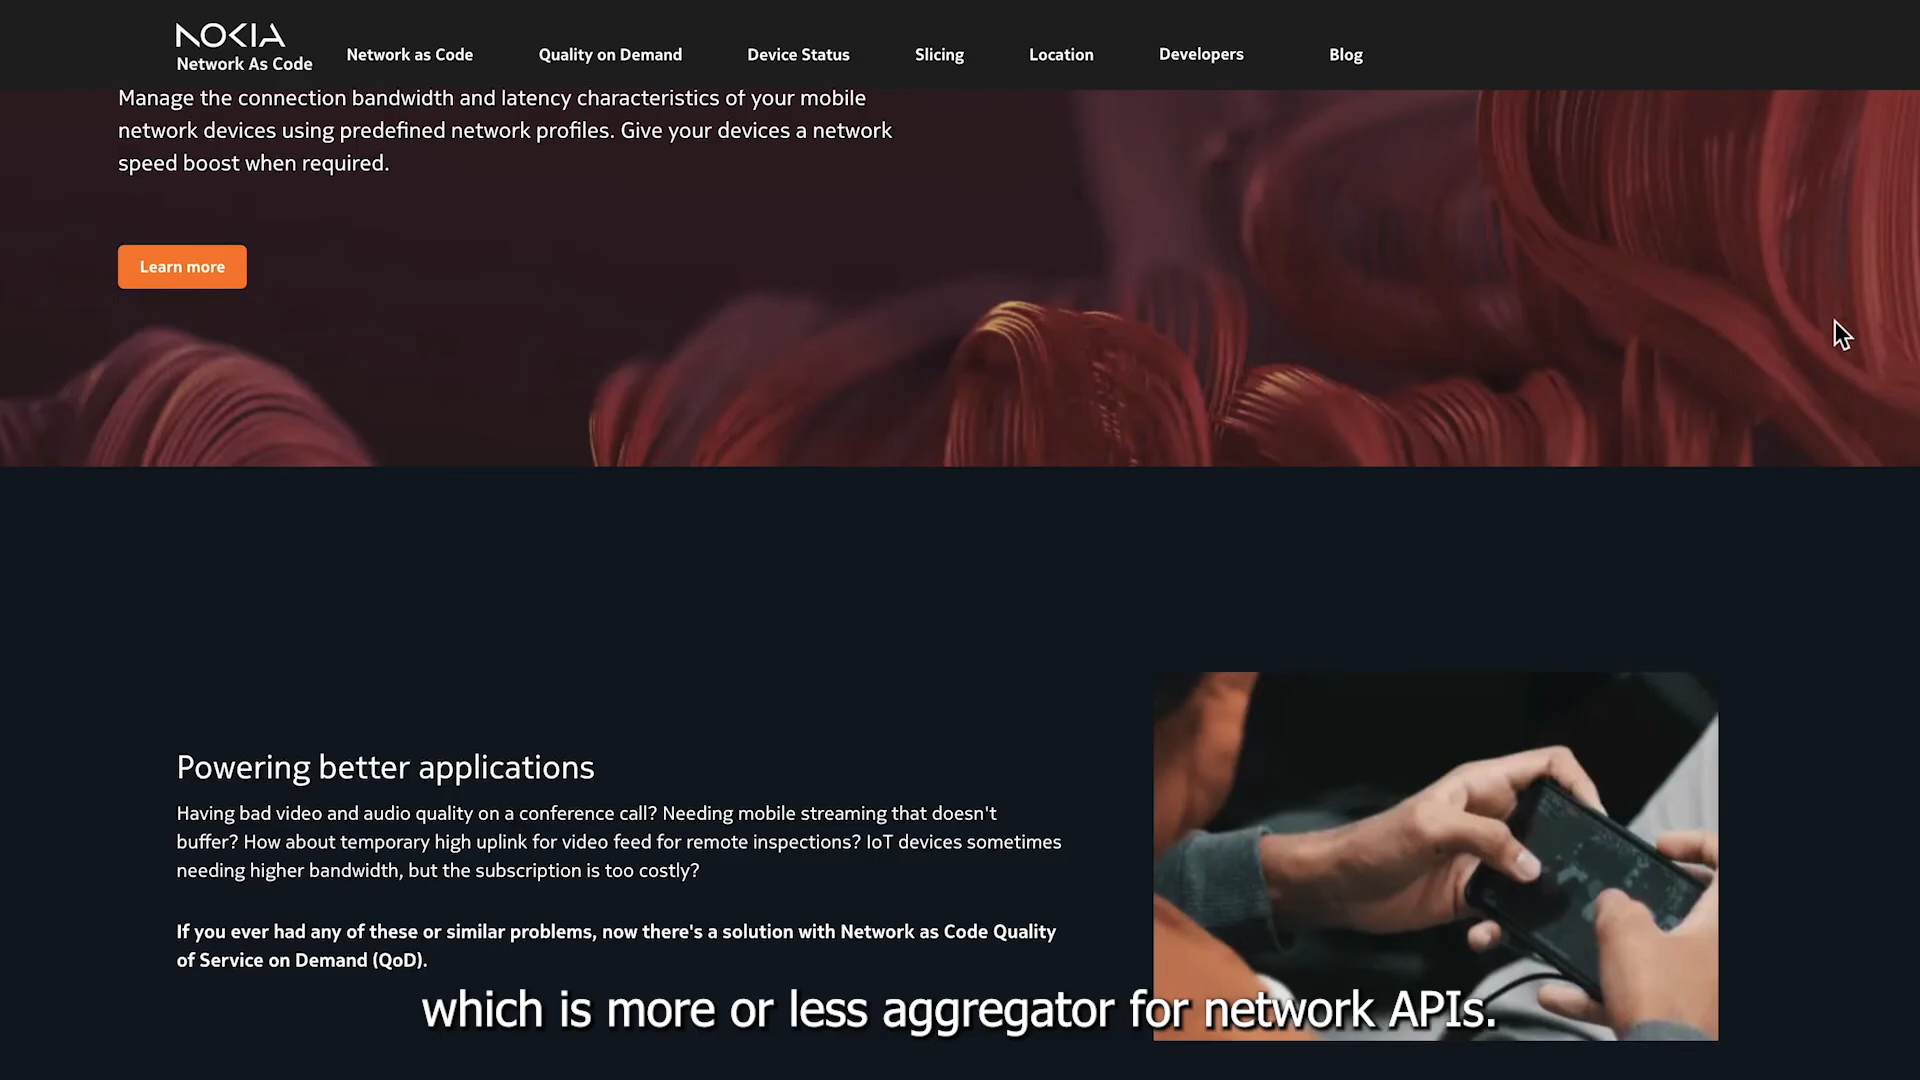 NOKIA
Network As Code
Network as Code
Quality on Demand
Device Status
Slicing
Location
Developers
Blog
Manage the connection bandwidth and latency characteristics of your mobile
network devices using predefined network profiles. Give your devices a network
speed boost when required.
Learn more
Powering better applications
Having bad video and audio quality on a conference call? Needing mobile streaming that doesn't
buffer? How about temporary high uplink for video feed for remote inspections? IoT devices sometimes
needing higher bandwidth, but the subscription is too costly?
If you ever had any of these or similar problems, now there's a solution with Network as Code Quality
of Service on Demand (QoD).
which is more or less aggregator for network APIs.